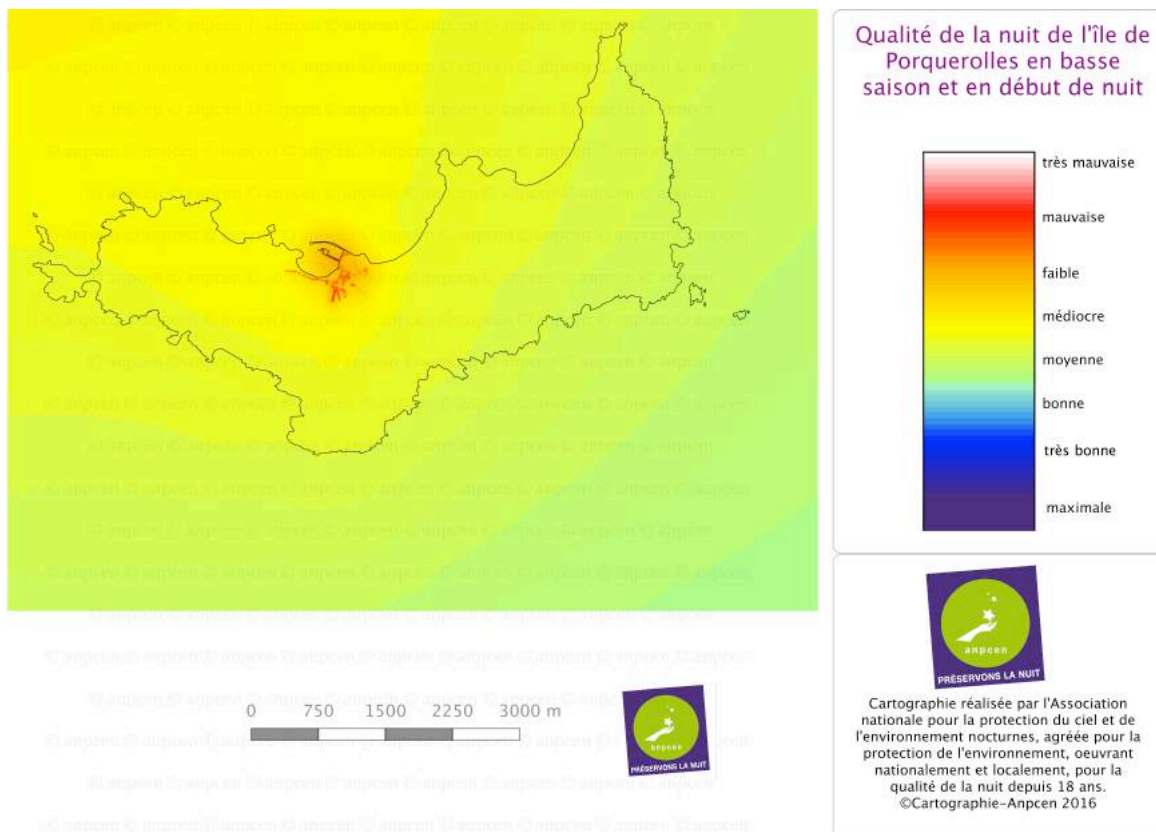 Qualité de la nuit de l'île de
Porquerolles en basse
saison et en début de nuit
très mauvaise
mauvaise
faible
médiocre
moyenne
bonne
très bonne
maximale
0 750 1500 2250 3000 m
anpcen
PRÉSERVONS LA NUIT
anpcen
PRÉSERVONS LA NUIT
Cartographie réalisée par l'Association
nationale pour la protection du ciel et de
l'environnement nocturnes, agréée pour la
protection de l'environnement, oeuvrant
nationalement et localement, pour la
qualité de la nuit depuis 18 ans.
©Cartographie-Anpcen 2016